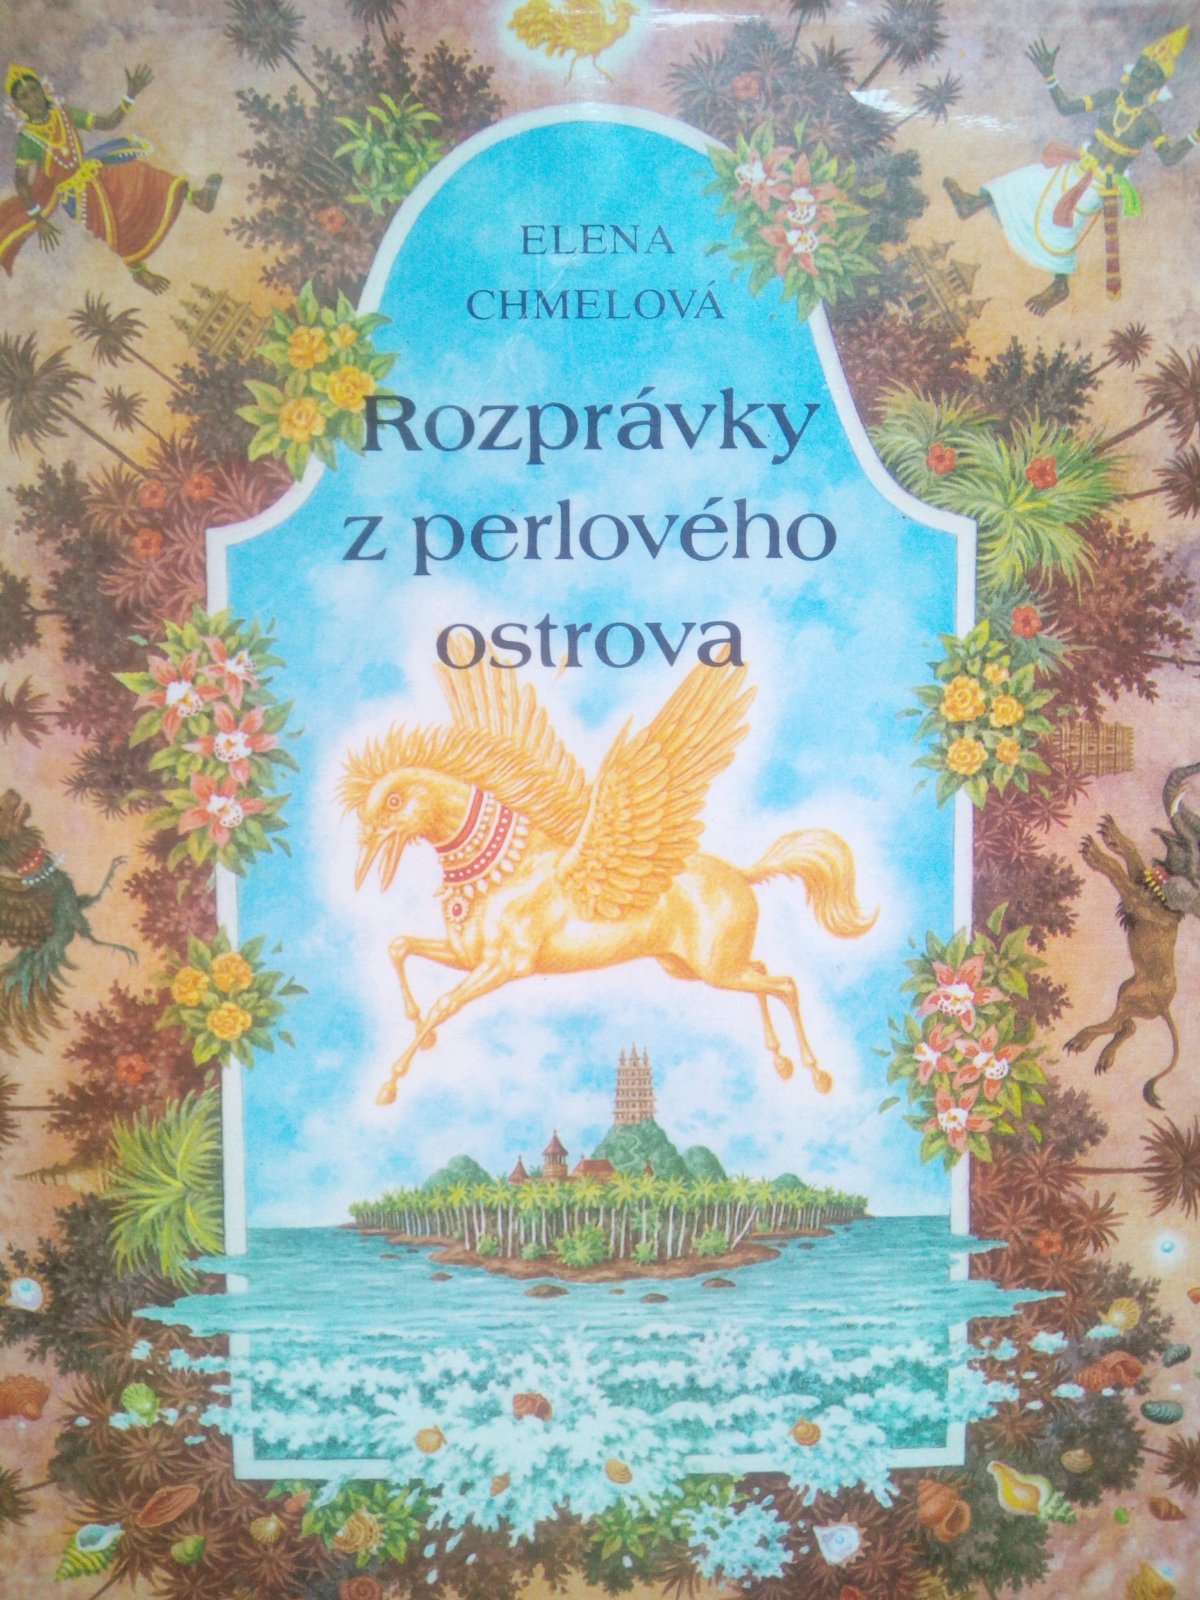 ELENA
CHMELOVÁ
Rozprávky
z perlového
ostrova